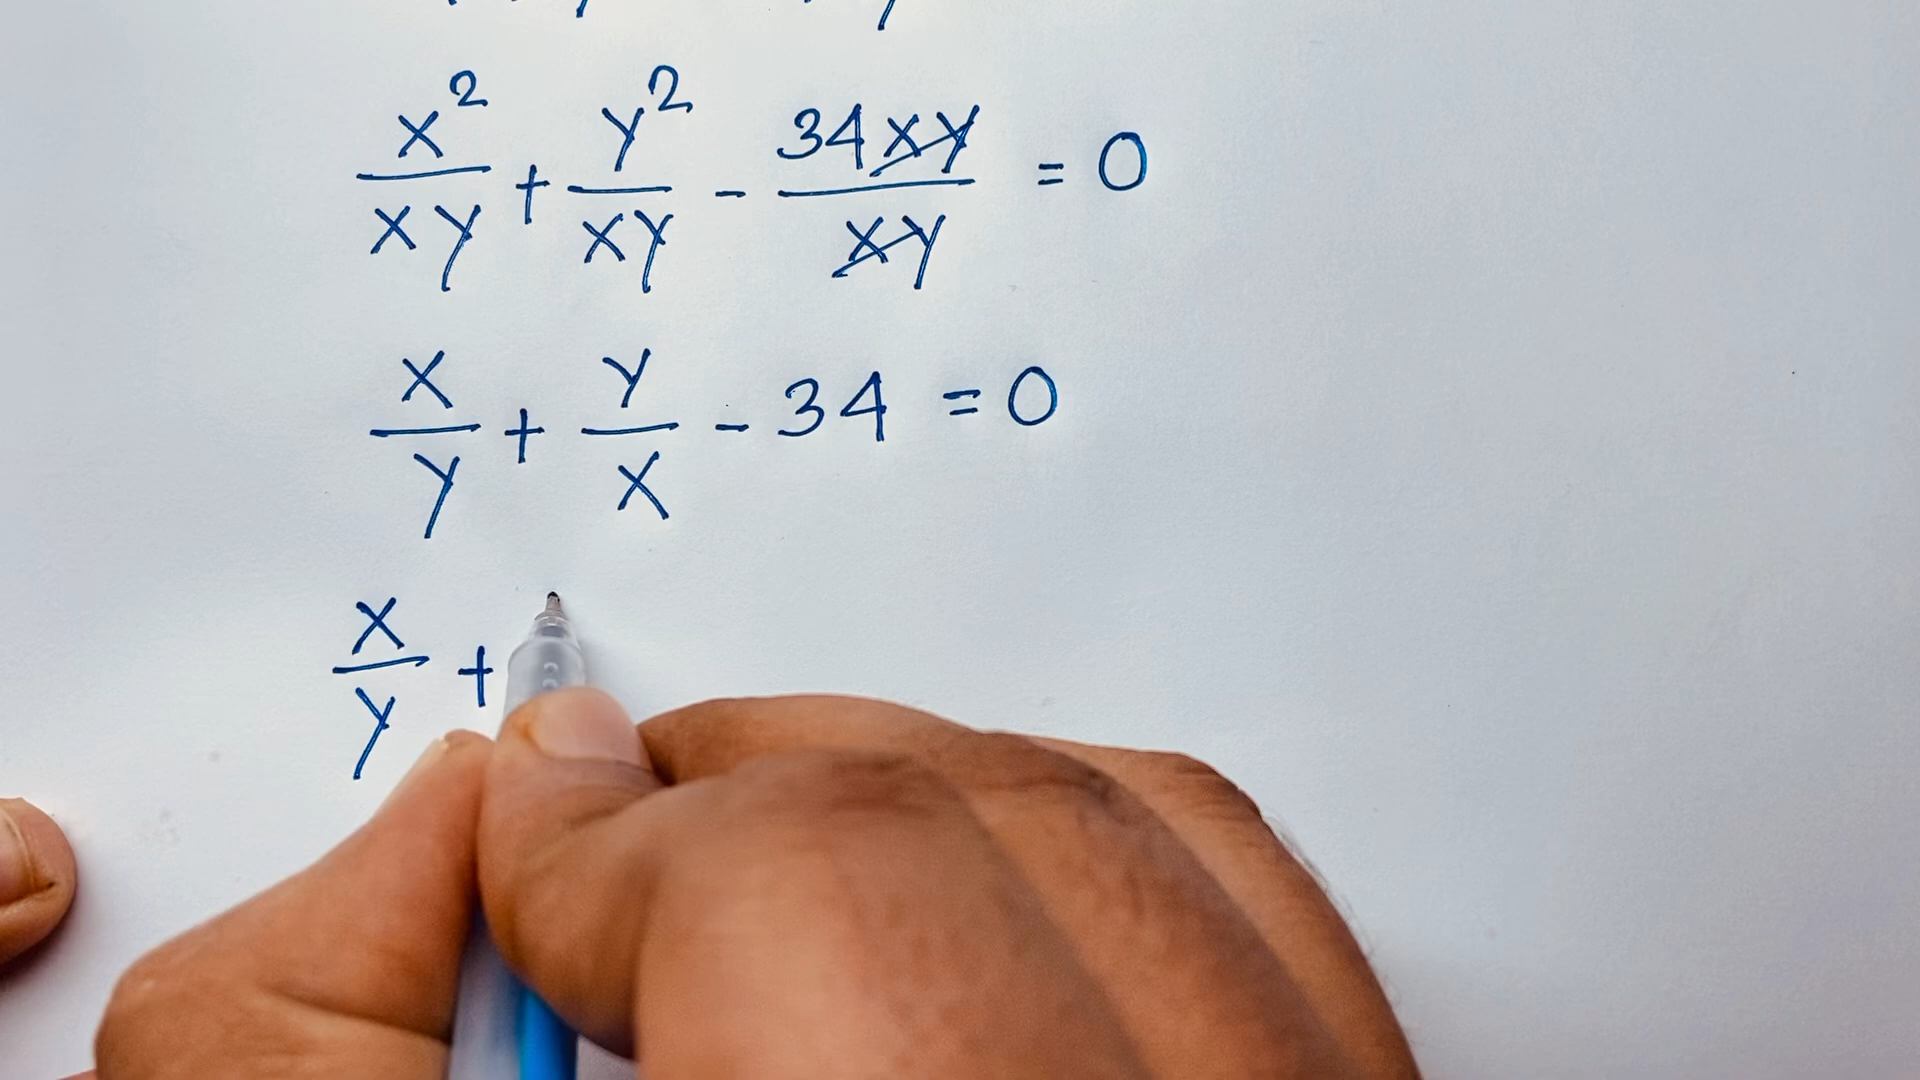 x²/xy + y²/xy - 34xy/xy = 0
x/y + y/x - 34 = 0
x/y +